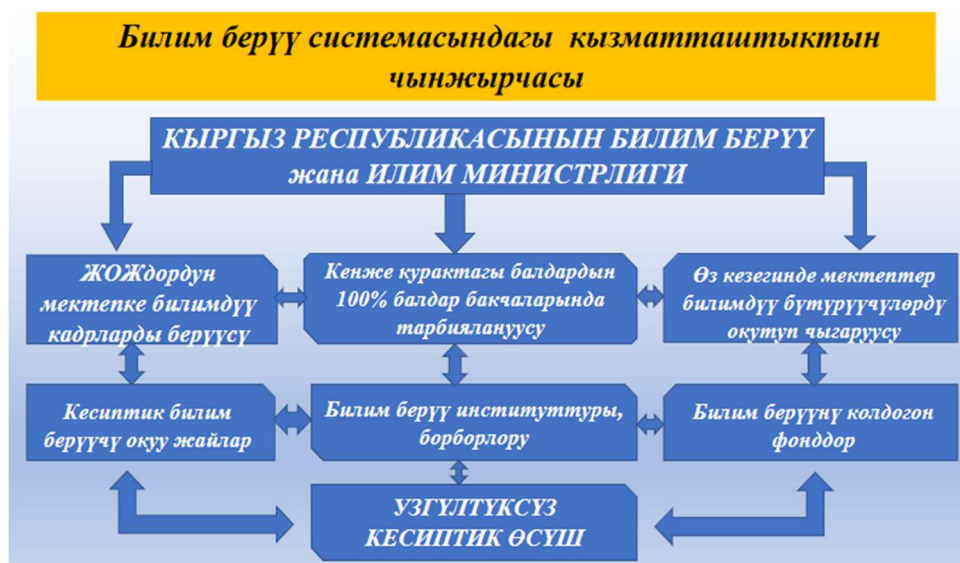 Билим берүү системасындагы кызматташтыктын
чынжырчасы
КЫРГЫЗ РЕСПУБЛИКАСЫНЫН БИЛИМ БЕРҮҮ
жана ИЛИМ МИНИСТРЛИГИ
ЖОЖдордун
мектепке билимдүү
кадрларды берүүсү
Кенже курактагы балдардын
100% балдар бакчаларында
тарбиялануусу
Өз кезегинде мектептер
билимдүү бүтүрүүчүлөрдү
окутуп чыгаруусу
Кесиптик билим
берүүчү окуу жайлар
Билим берүү институттуры,
борборлору
Билим берүүнү колдогон
фонддор
УЗГҮЛТҮКСҮЗ
КЕСИПТИК ӨСҮШ